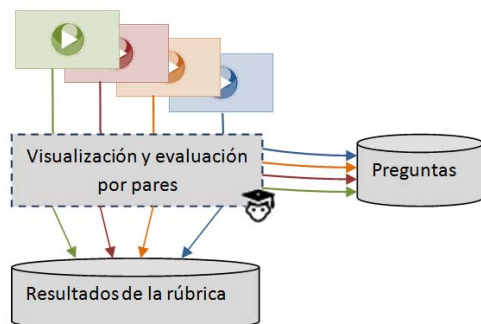 Visualización y evaluación
por pares
Preguntas
Resultados de la rúbrica